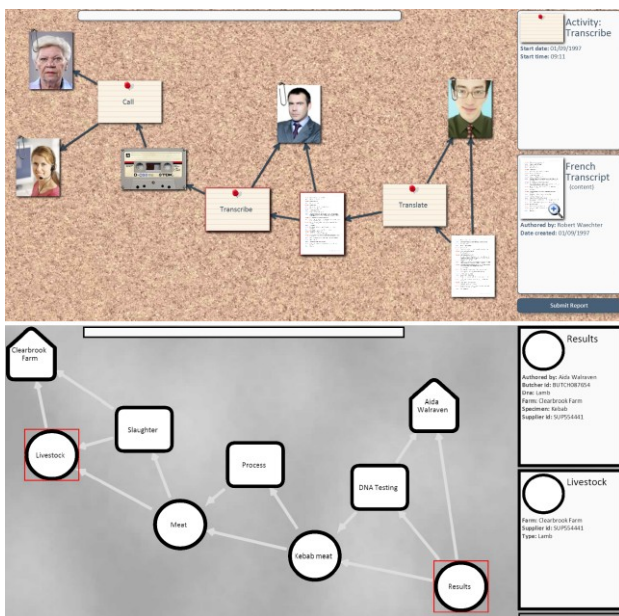 Call
Transcribe
Translate
Activity:
Transcribe
Start date: 01/09/1997
Start time: 09:11
French
Transcript
(content)
Authored by: Robert Waechter
Date created: 01/09/1997
Submit Report
Clearbrook
Farm
Slaughter
Livestock
Process
Meat
Kebab meat
Aida
Walraven
DNA Testing
Results
Results
Authored by: Aida Walraven
Butcher id: BUTCH087654
Dna: Lamb
Farm: Clearbrook Farm
Specimen: Kebab
Supplier id: SUP554441
Livestock
Farm: Clearbrook Farm
Supplier id: SUP554441
Type: Lamb